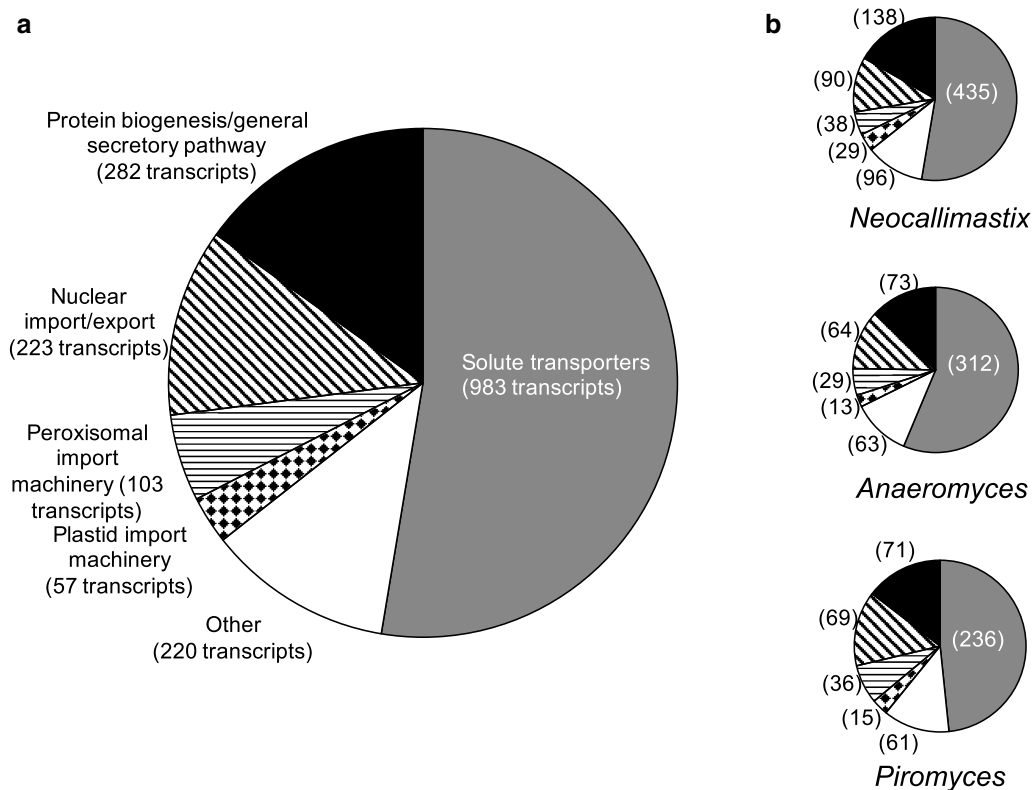 a
Protein biogenesis/general
secretory pathway
(282 transcripts)
Nuclear
import/export
(223 transcripts)
Peroxisomal
import
machinery (103
transcripts)
Plastid import
machinery
(57 transcripts)
Other
(220 transcripts)
Solute transporters
(983 transcripts)
b
(138)
(90)
(38)
(29)
(96)
(435)
Neocallimastix
(73)
(64)
(29)
(13)
(63)
(312)
Anaeromyces
(71)
(69)
(36)
(15)
(61)
(236)
Piromyces